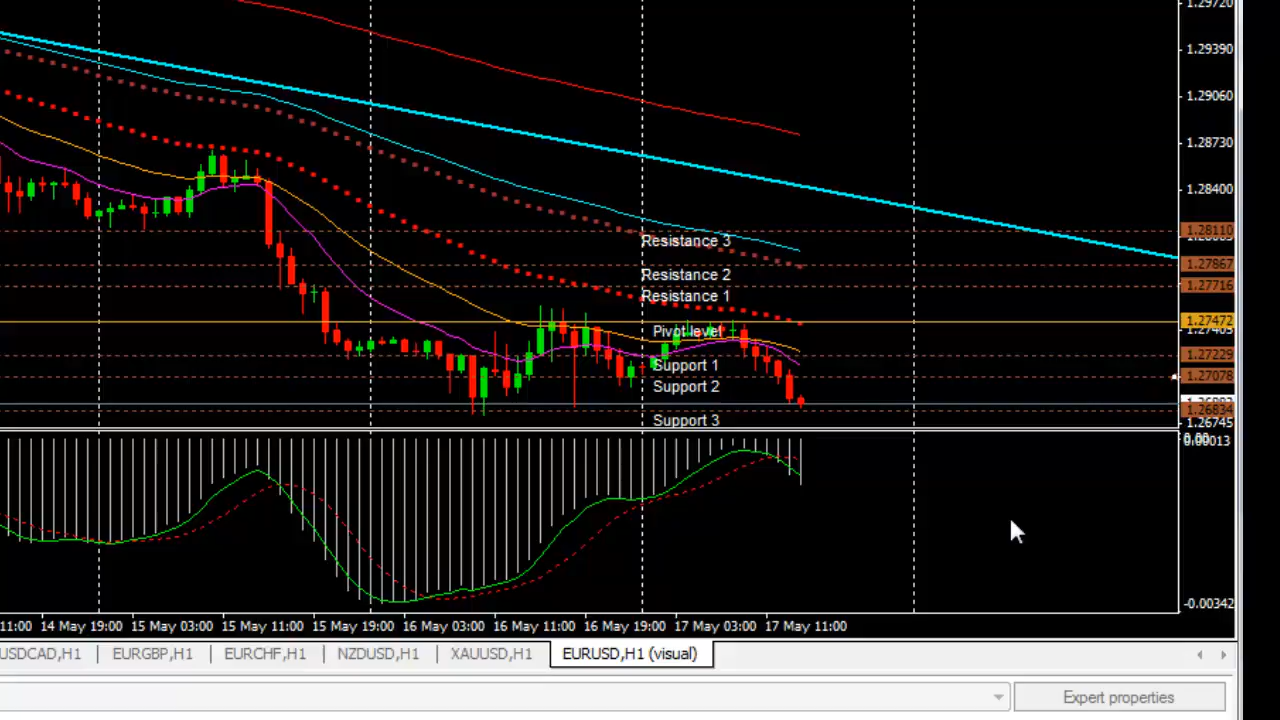 1.29720
1.29390
1.29060
1.28730
1.28400
1.28110
Resistance 3
1.27867
Resistance 2
1.27716
Resistance 1
1.27472
Pivot level
1.27229
Support 1
1.27078
Support 2
1.26834
Support 3
1.26745
0.00013
-0.00342
11:00 14 May 19:00 15 May 03:00 15 May 11:00 15 May 19:00 16 May 03:00 16 May 11:00 16 May 19:00 17 May 03:00 17 May 11:00
USDCAD,H1 | EURGBP,H1 | EURCHF,H1 | NZDUSD,H1 | XAUUSD,H1 EURUSD,H1 (visual)
Expert properties